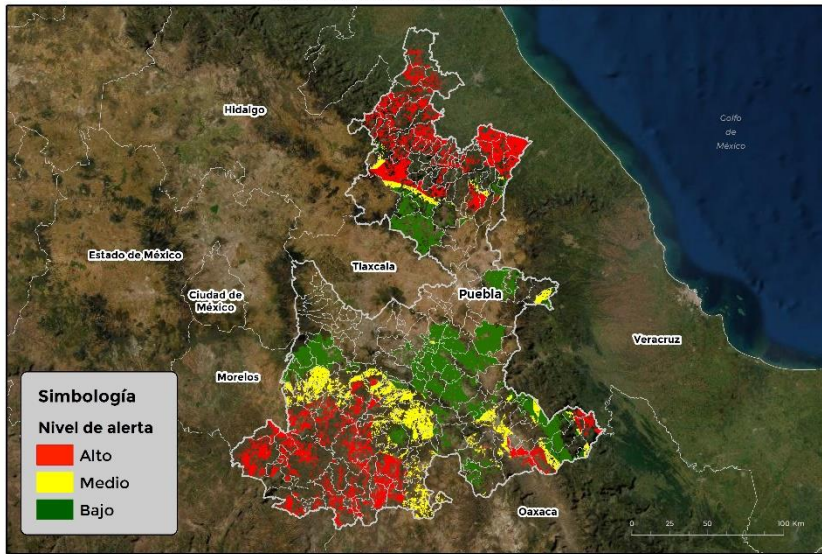 Hidalgo
Golfo
de
México
Estado de México
Tlaxcala
Ciudad de
México
Puebla
Veracruz
Morelos
Simbología
Nivel de alerta
Alto
Medio
Bajo
Oaxaca
0 25 50 100 Km